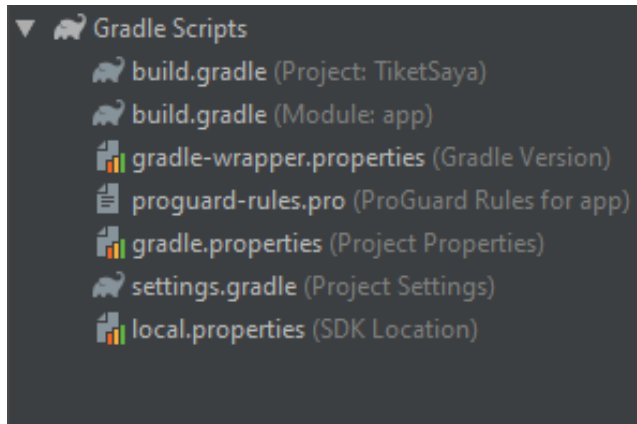 Gradle Scripts
build.gradle (Project: TiketSaya)
build.gradle (Module: app)
gradle-wrapper.properties (Gradle Version)
proguard-rules.pro (ProGuard Rules for app)
gradle.properties (Project Properties)
settings.gradle (Project Settings)
local.properties (SDK Location)